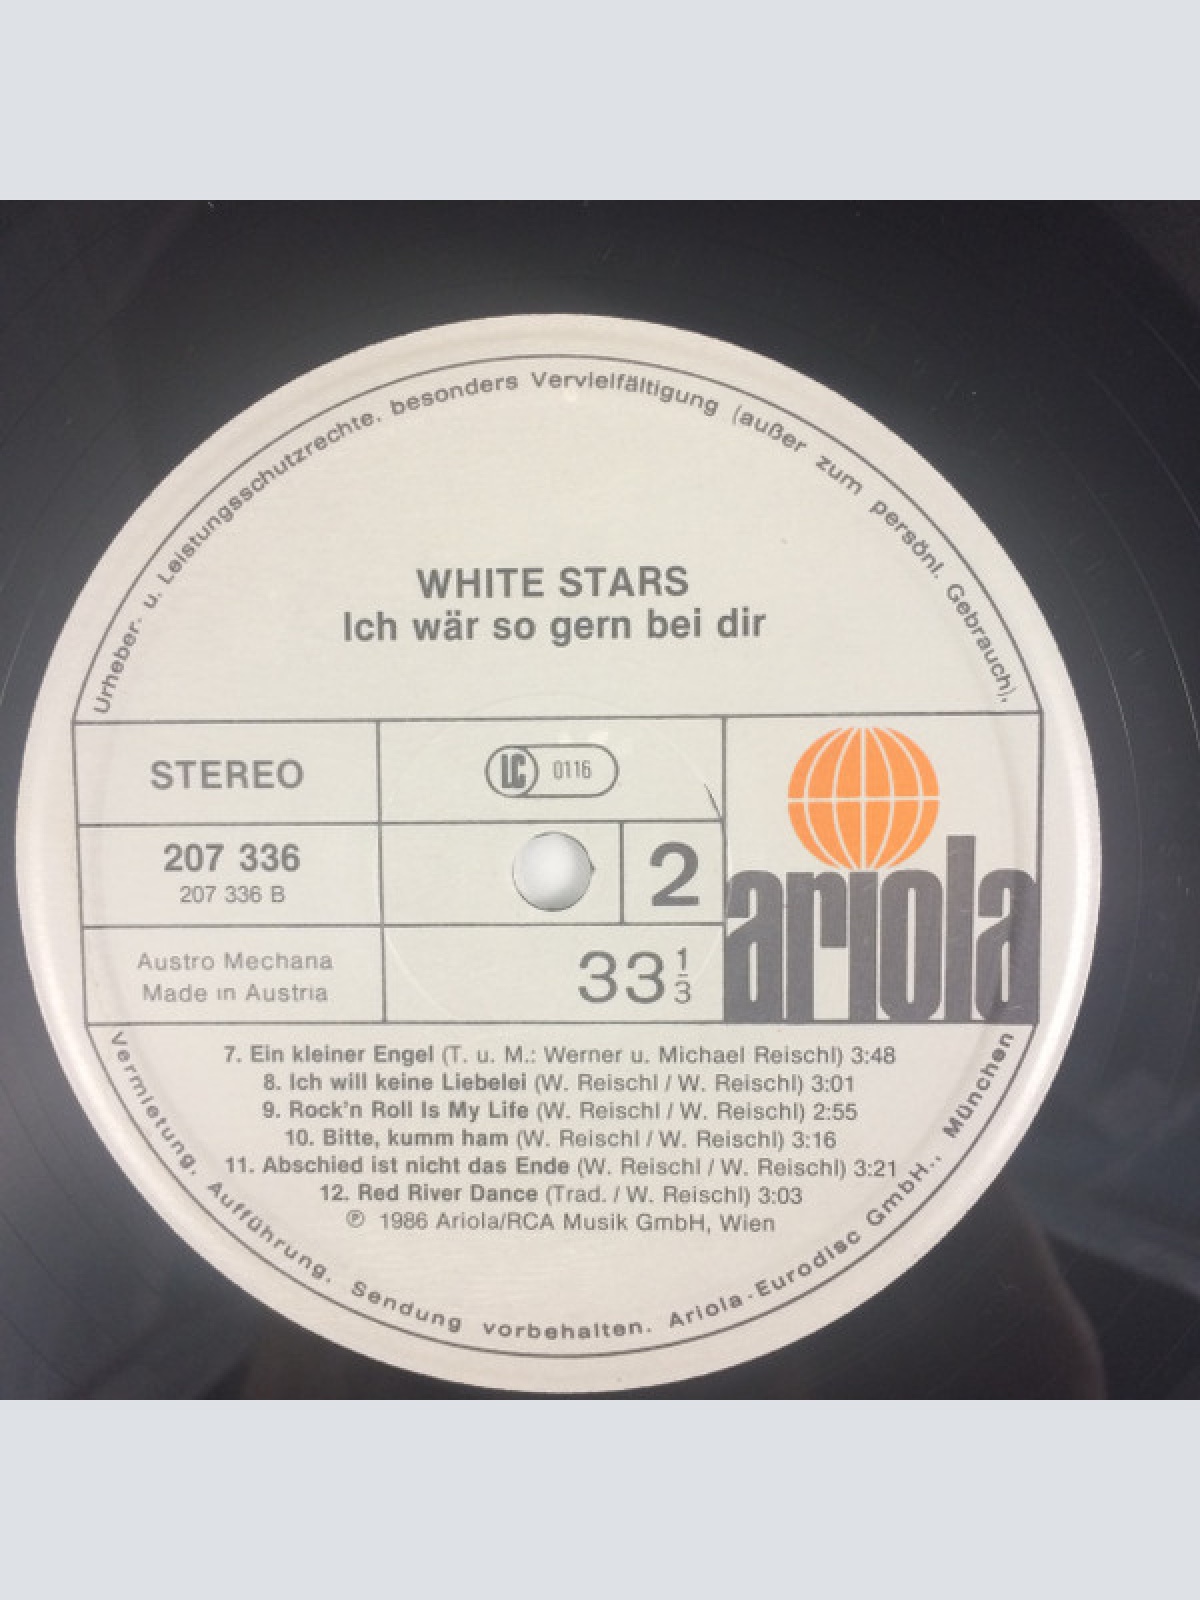 Urheber- u. Leistungsschutzrechte, besonders Vervielfältigung (außer zum persönl. Gebrauch),
WHITE STARS
Ich wär so gern bei dir
STEREO
LC 0116
207 336
207 336 B
2
ariola
Austro Mechana
Made in Austria
33 1/3
7. Ein kleiner Engel (T. u. M.: Werner u. Michael Reischl) 3:48
8. Ich will keine Liebelei (W. Reischl / W. Reischl) 3:01
9. Rock'n Roll Is My Life (W. Reischl / W. Reischl) 2:55
10. Bitte, kumm ham (W. Reischl / W. Reischl) 3:16
11. Abschied ist nicht das Ende (W. Reischl / W. Reischl) 3:21
12. Red River Dance (Trad. / W. Reischl) 3:03
℗ 1986 Ariola/RCA Musik GmbH, Wien
Vermietung, Aufführung, Sendung vorbehalten. Ariola-Eurodisc GmbH., München